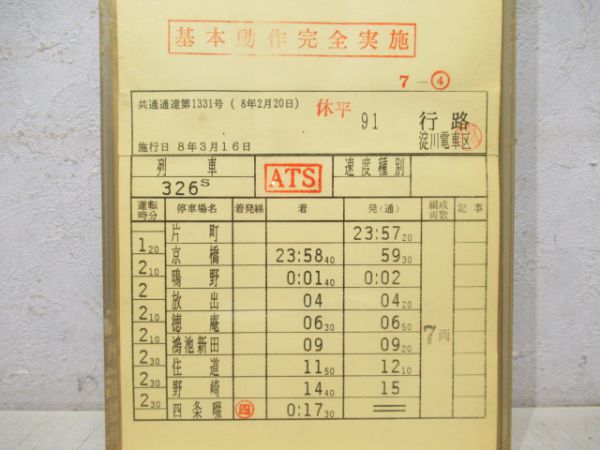 基本動作完全実施
7-④
共通通達第1331号 (8年2月20日) 休平 91 行路
施行日 8年3月16日 淀川電車区
列車 ATS 速度種別
326S
運転時分 停車場名 着発線 着 発(通) 編成両数 記事
片町 23:57 20
1 20 京橋 23:58 40 59 30
2 10 鴫野 0:01 40 0:02
2 放出 04 04 20
2 10 徳庵 06 30 06 50
2 10 鴻池新田 09 09 20 7両
2 30 住道 11 50 12 10
2 30 野崎 14 40 15
2 30 四条畷 ㊃ 0:17 30 ==